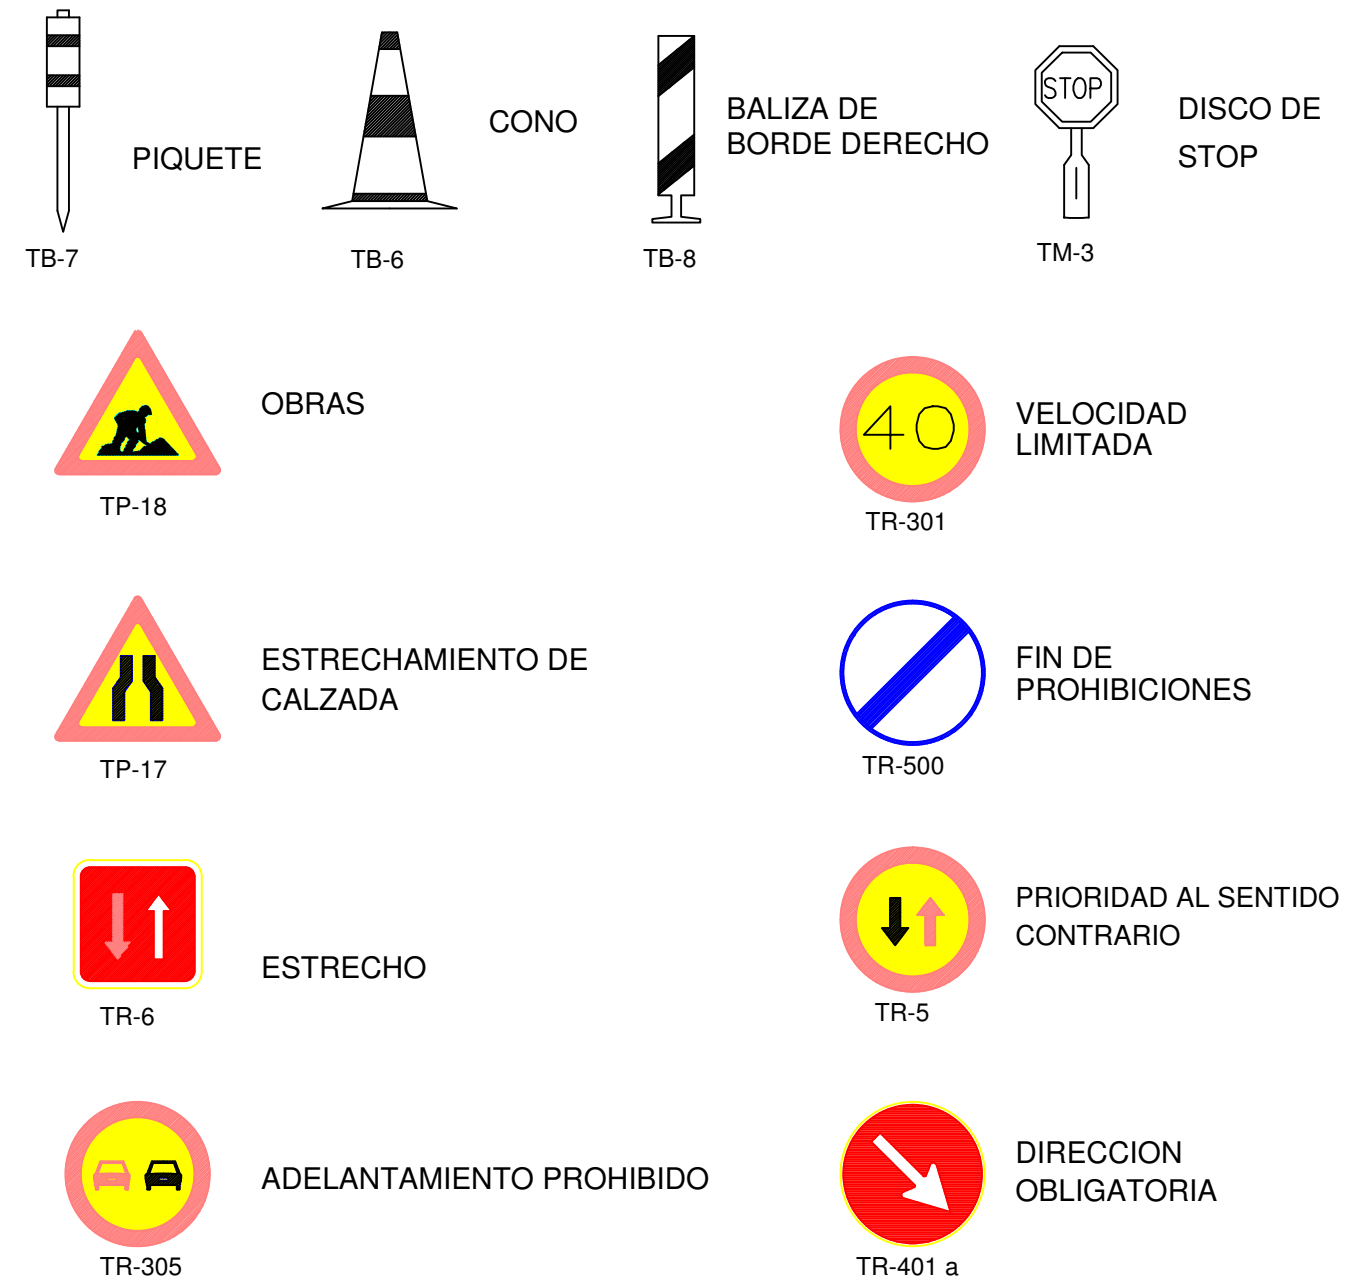 PIQUETE
TB-7
CONO
TB-6
BALIZA DE
BORDE DERECHO
TB-8
STOP
DISCO DE
STOP
TM-3
OBRAS
TP-18
40
VELOCIDAD
LIMITADA
TR-301
ESTRECHAMIENTO DE
CALZADA
TP-17
FIN DE
PROHIBICIONES
TR-500
ESTRECHO
TR-6
PRIORIDAD AL SENTIDO
CONTRARIO
TR-5
ADELANTAMIENTO PROHIBIDO
TR-305
DIRECCION
OBLIGATORIA
TR-401 a